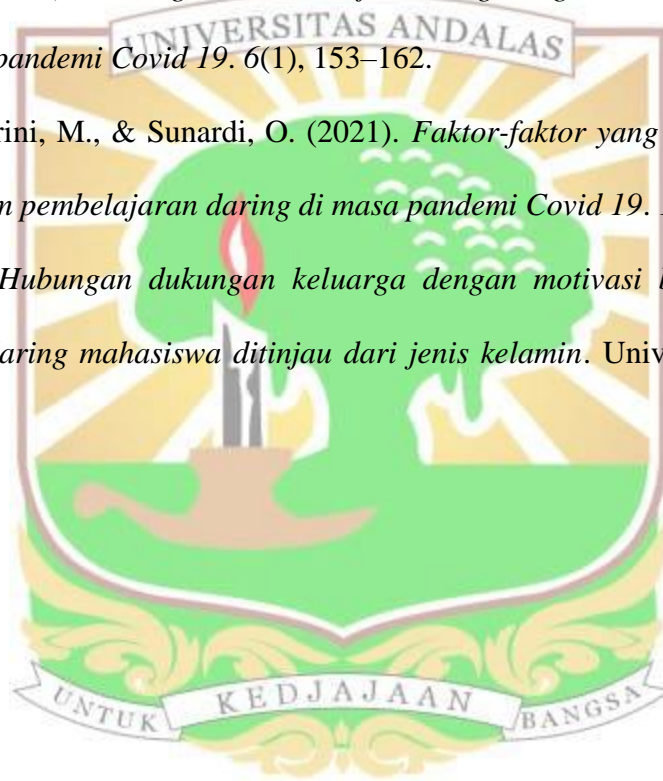 UNIVERSITAS ANDALAS
pandemi Covid 19. 6(1), 153–162.
rini, M., & Sunardi, O. (2021). Faktor-faktor yang
pembelajaran daring di masa pandemi Covid 19.
Hubungan dukungan keluarga dengan motivasi
aring mahasiswa ditinjau dari jenis kelamin. Univ
UNTUK KEDJAJAAN BANGSA